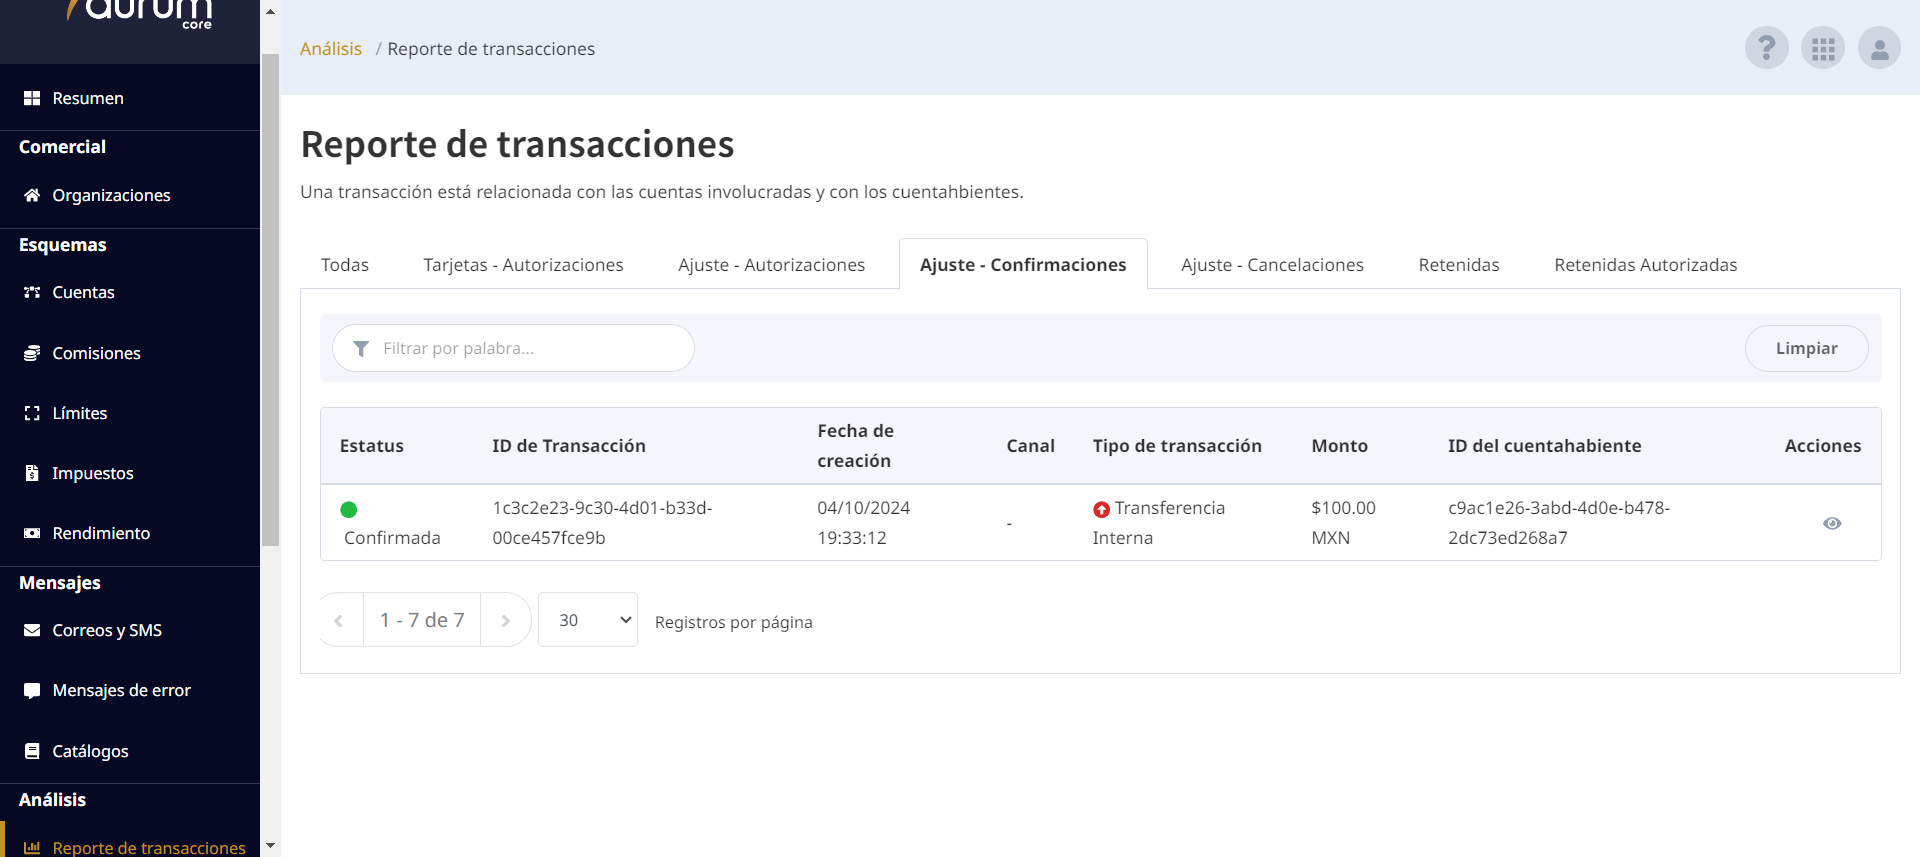 aurum
core
Resumen
Comercial
Organizaciones
Esquemas
Cuentas
Comisiones
Límites
Impuestos
Rendimiento
Mensajes
Correos y SMS
Mensajes de error
Catálogos
Análisis
Reporte de transacciones
Análisis / Reporte de transacciones
?
Reporte de transacciones
Una transacción está relacionada con las cuentas involucradas y con los cuentahbientes.
Todas Tarjetas - Autorizaciones Ajuste - Autorizaciones Ajuste - Confirmaciones Ajuste - Cancelaciones Retenidas Retenidas Autorizadas
Filtrar por palabra... Limpiar
Estatus ID de Transacción Fecha de creación Canal Tipo de transacción Monto ID del cuentahabiente Acciones
1c3c2e23-9c30-4d01-b33d- 04/10/2024 - Transferencia $100.00 c9ac1e26-3abd-4d0e-b478-
Confirmada 00ce457fce9b 19:33:12 Interna MXN 2dc73ed268a7
1 - 7 de 7 30 Registros por página